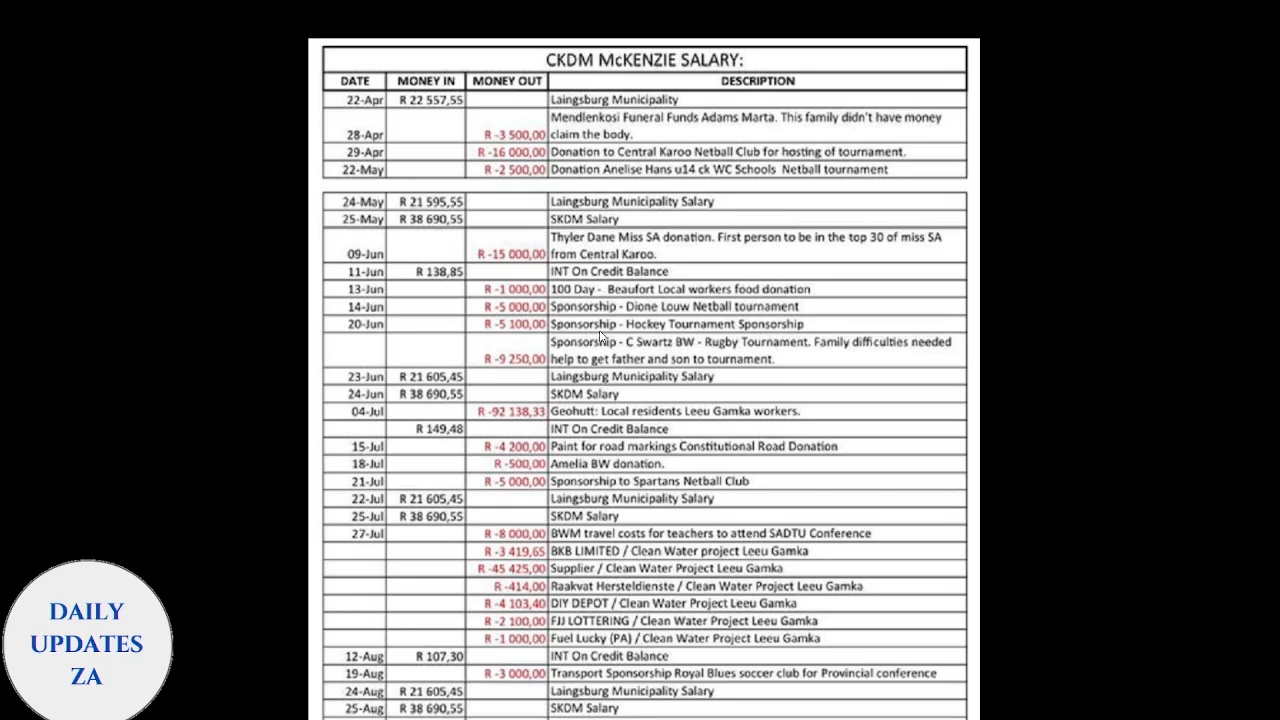 CKDM McKENZIE SALARY:
DATE MONEY IN MONEY OUT DESCRIPTION
22-Apr R 22 557,55 Laingsburg Municipality
Mendlenkosi Funeral Funds Adams Marta. This family didn't have money
28-Apr R -3 500,00 claim the body.
29-Apr R -16 000,00 Donation to Central Karoo Netball Club for hosting of tournament.
22-May R -2 500,00 Donation Anelise Hans u14 ck WC Schools Netball tournament
24-May R 21 595,55 Laingsburg Municipality Salary
25-May R 38 690,55 SKDM Salary
Thyler Dane Miss SA donation. First person to be in the top 30 of miss SA
09-Jun R -15 000,00 from Central Karoo.
11-Jun R 138,85 INT On Credit Balance
13-Jun R -1 000,00 100 Day - Beaufort Local workers food donation
14-Jun R -5 000,00 Sponsorship - Dione Louw Netball tournament
20-Jun R -5 100,00 Sponsorship - Hockey Tournament Sponsorship
Sponsorship - C Swartz BW - Rugby Tournament. Family difficulties needed
R -9 250,00 help to get father and son to tournament.
23-Jun R 21 605,45 Laingsburg Municipality Salary
24-Jun R 38 690,55 SKDM Salary
04-Jul R -92 138,33 Geohutt: Local residents Leeu Gamka workers.
R 149,48 INT On Credit Balance
15-Jul R -4 200,00 Paint for road markings Constitutional Road Donation
18-Jul R -500,00 Amelia BW donation.
21-Jul R -5 000,00 Sponsorship to Spartans Netball Club
22-Jul R 21 605,45 Laingsburg Municipality Salary
25-Jul R 38 690,55 SKDM Salary
27-Jul R -8 000,00 BWM travel costs for teachers to attend SADTU Conference
R -3 419,65 BKB LIMITED / Clean Water project Leeu Gamka
R -45 425,00 Supplier / Clean Water Project Leeu Gamka
R -414,00 Raakvat Hersteldienste / Clean Water Project Leeu Gamka
R -4 103,40 DIY DEPOT / Clean Water Project Leeu Gamka
R -2 100,00 FJJ LOTTERING / Clean Water Project Leeu Gamka
R -1 000,00 Fuel Lucky (PA) / Clean Water Project Leeu Gamka
12-Aug R 107,30 INT On Credit Balance
19-Aug R -3 000,00 Transport Sponsorship Royal Blues soccer club for Provincial conference
24-Aug R 21 605,45 Laingsburg Municipality Salary
25-Aug R 38 690,55 SKDM Salary
DAILY
UPDATES
ZA